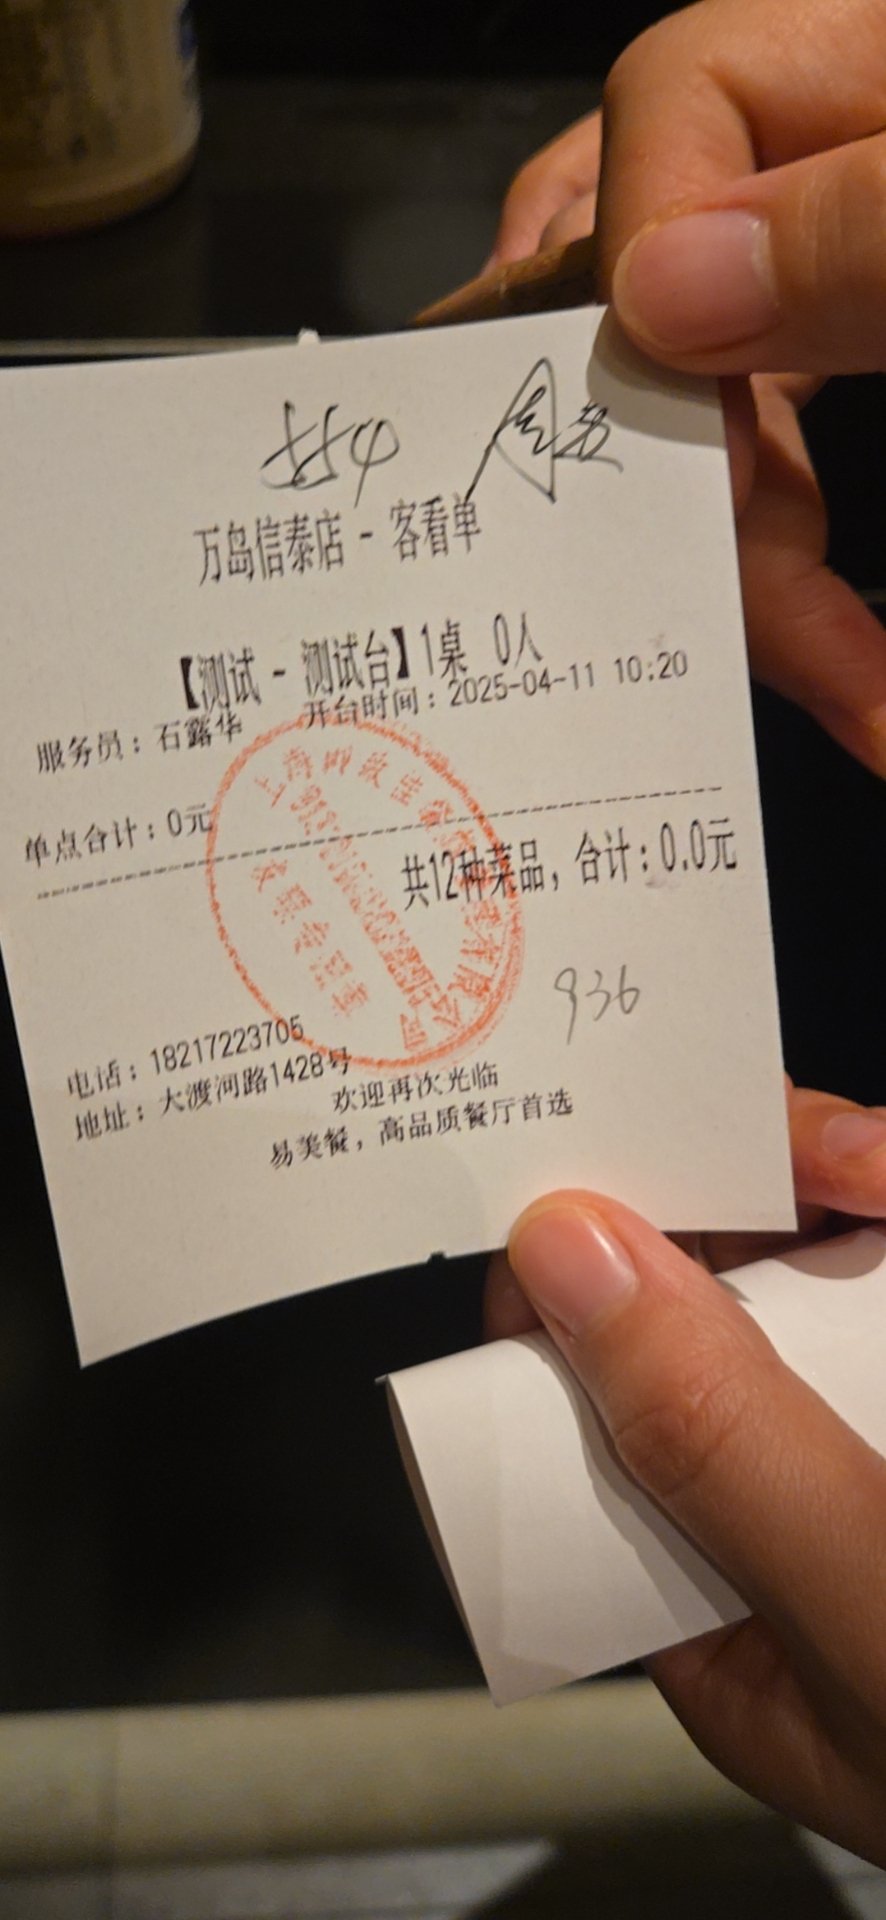 554
万岛信泰店 - 客看单
【测试 - 测试台】1桌 0人
服务员：石露华 开台时间：2025-04-11 10:20
单点合计：0元
共12种菜品，合计：0.0元
936
电话：18217223705
地址：大渡河路1428号
欢迎再次光临
易美餐，高品质餐厅首选